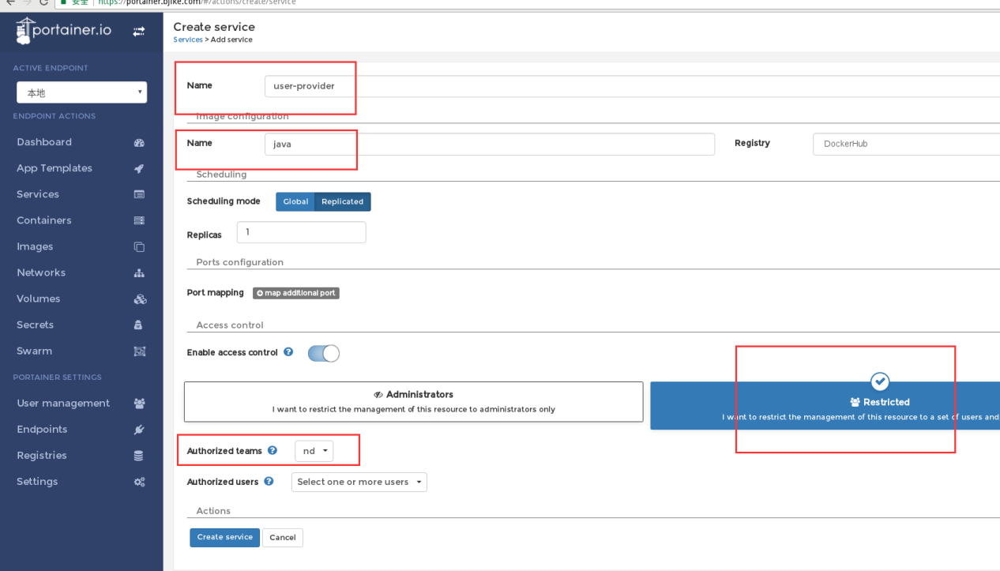 安全 https://portainer.bjike.com/#/actions/create/service
portainer.io
Create service
Services > Add service
ACTIVE ENDPOINT
本地
ENDPOINT ACTIONS
Dashboard
App Templates
Services
Containers
Images
Networks
Volumes
Secrets
Swarm
PORTAINER SETTINGS
User management
Endpoints
Registries
Settings
Name user-provider
Image configuration
Name java Registry DockerHub
Scheduling
Scheduling mode Global Replicated
Replicas 1
Ports configuration
Port mapping map additional port
Access control
Enable access control
Administrators
I want to restrict the management of this resource to administrators only
Restricted
I want to restrict the management of this resource to a set of users and
Authorized teams nd
Authorized users Select one or more users
Actions
Create service Cancel